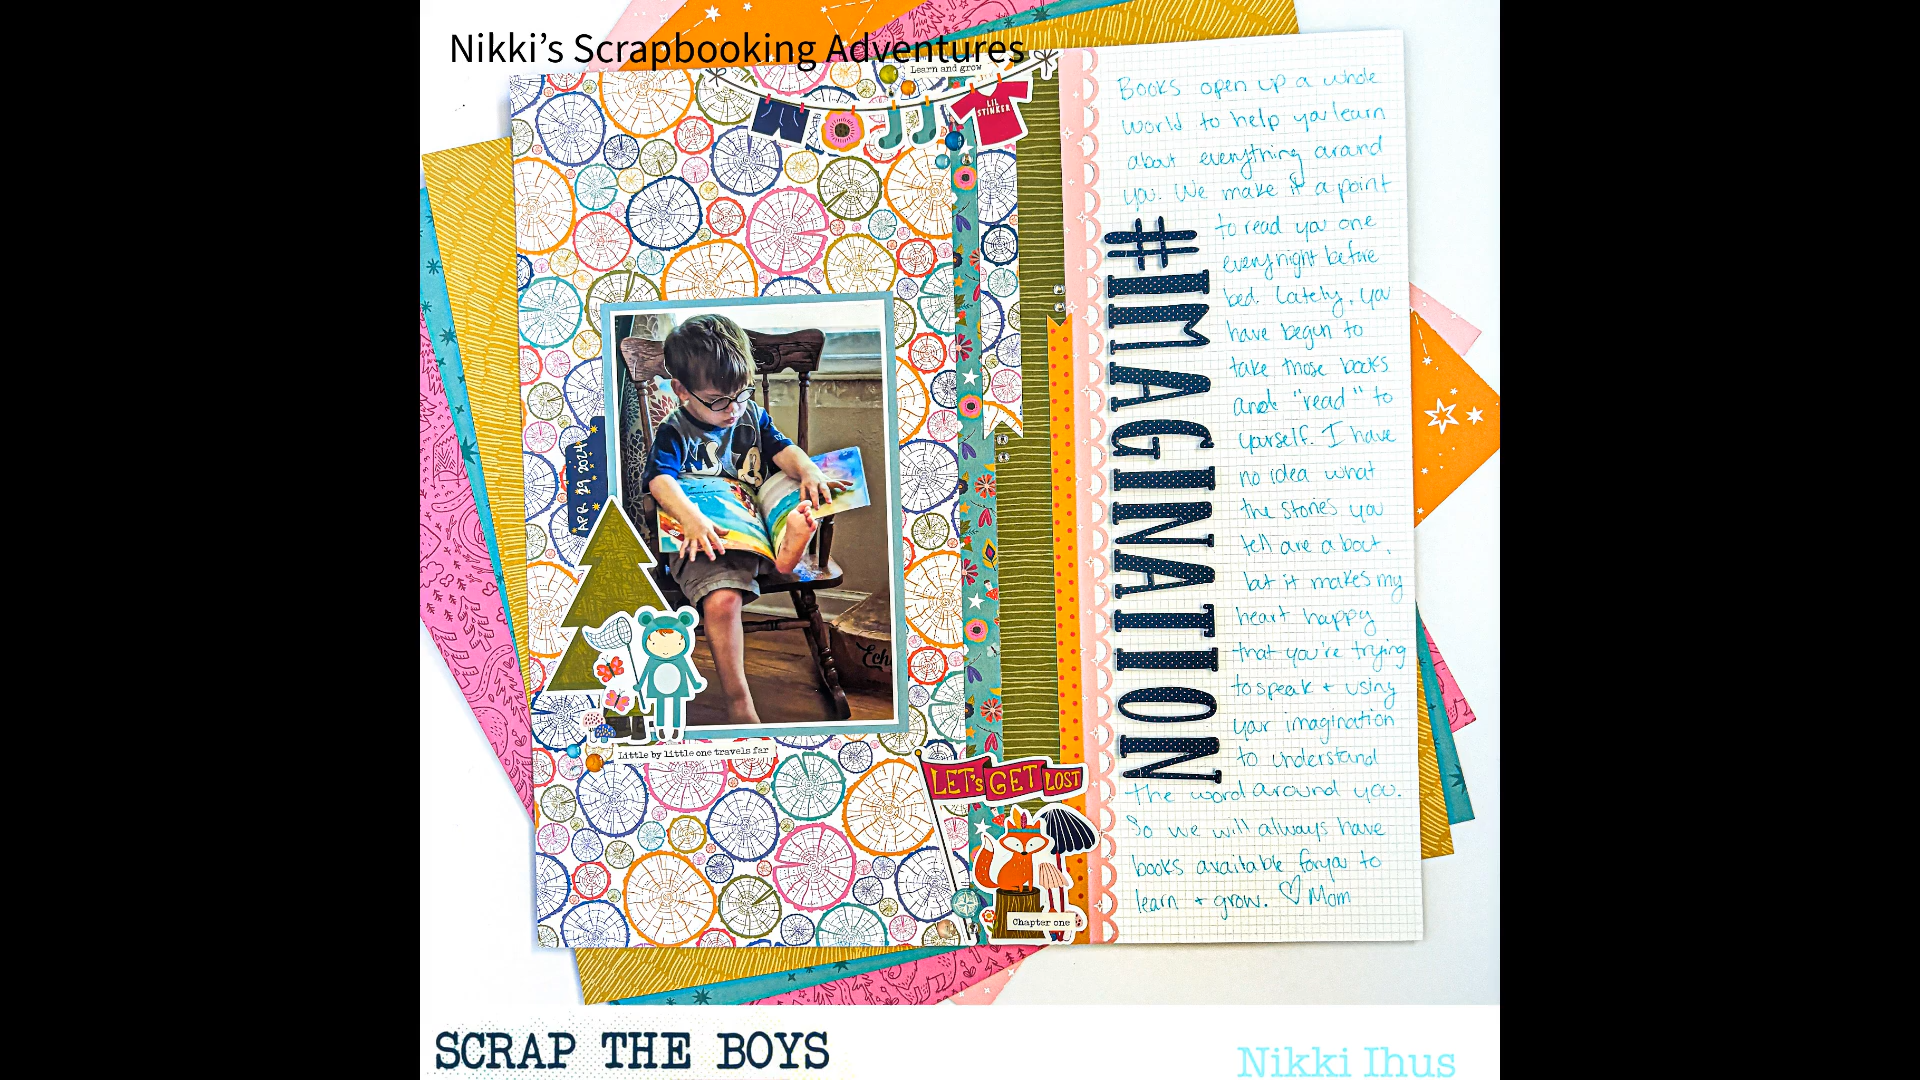 Nikki's Scrapbooking Adventures
Learn and grow
LIL
STINKER
Books open up a whole
world to help you learn
about everything around
you. We make it a point
to read you one
every night before
bed. Lately, you
have begun to
take those books
and "read" to
yourself. I have
no idea what
the stories you
tell are about,
but it makes my
heart happy
that you're trying
to speak + using
your imagination
to understand
the word around you.
So we will always have
books available for you to
learn + grow. ♡ Mom
#IMAGINATION
APR 29 2024
Little by little one travels far
LET'S GET LOST
Chapter one
SCRAP THE BOYS
Nikki Ihus